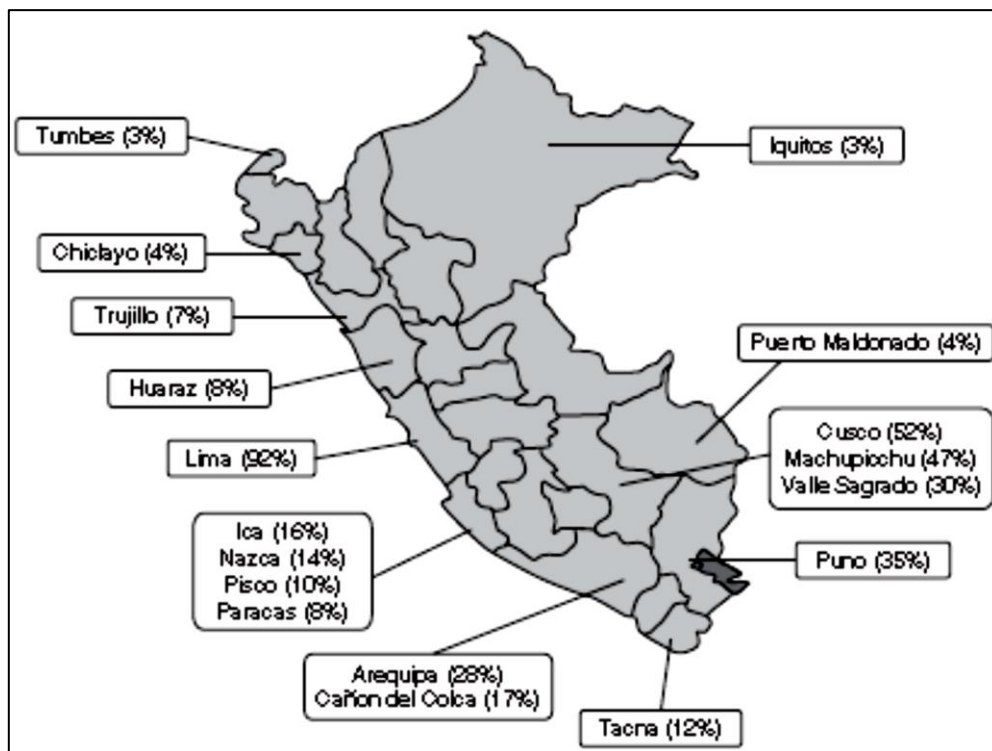 Tumbes (3%)
Iquitos (3%)
Chiclayo (4%)
Trujillo (7%)
Puerto Maldonado (4%)
Huaraz (8%)
Cusco (52%)
Machupicchu (47%)
Valle Sagrado (30%)
Lima (92%)
Ica (16%)
Nazca (14%)
Pisco (10%)
Paracas (8%)
Puno (35%)
Arequipa (28%)
Cañon del Colca (17%)
Tacna (12%)